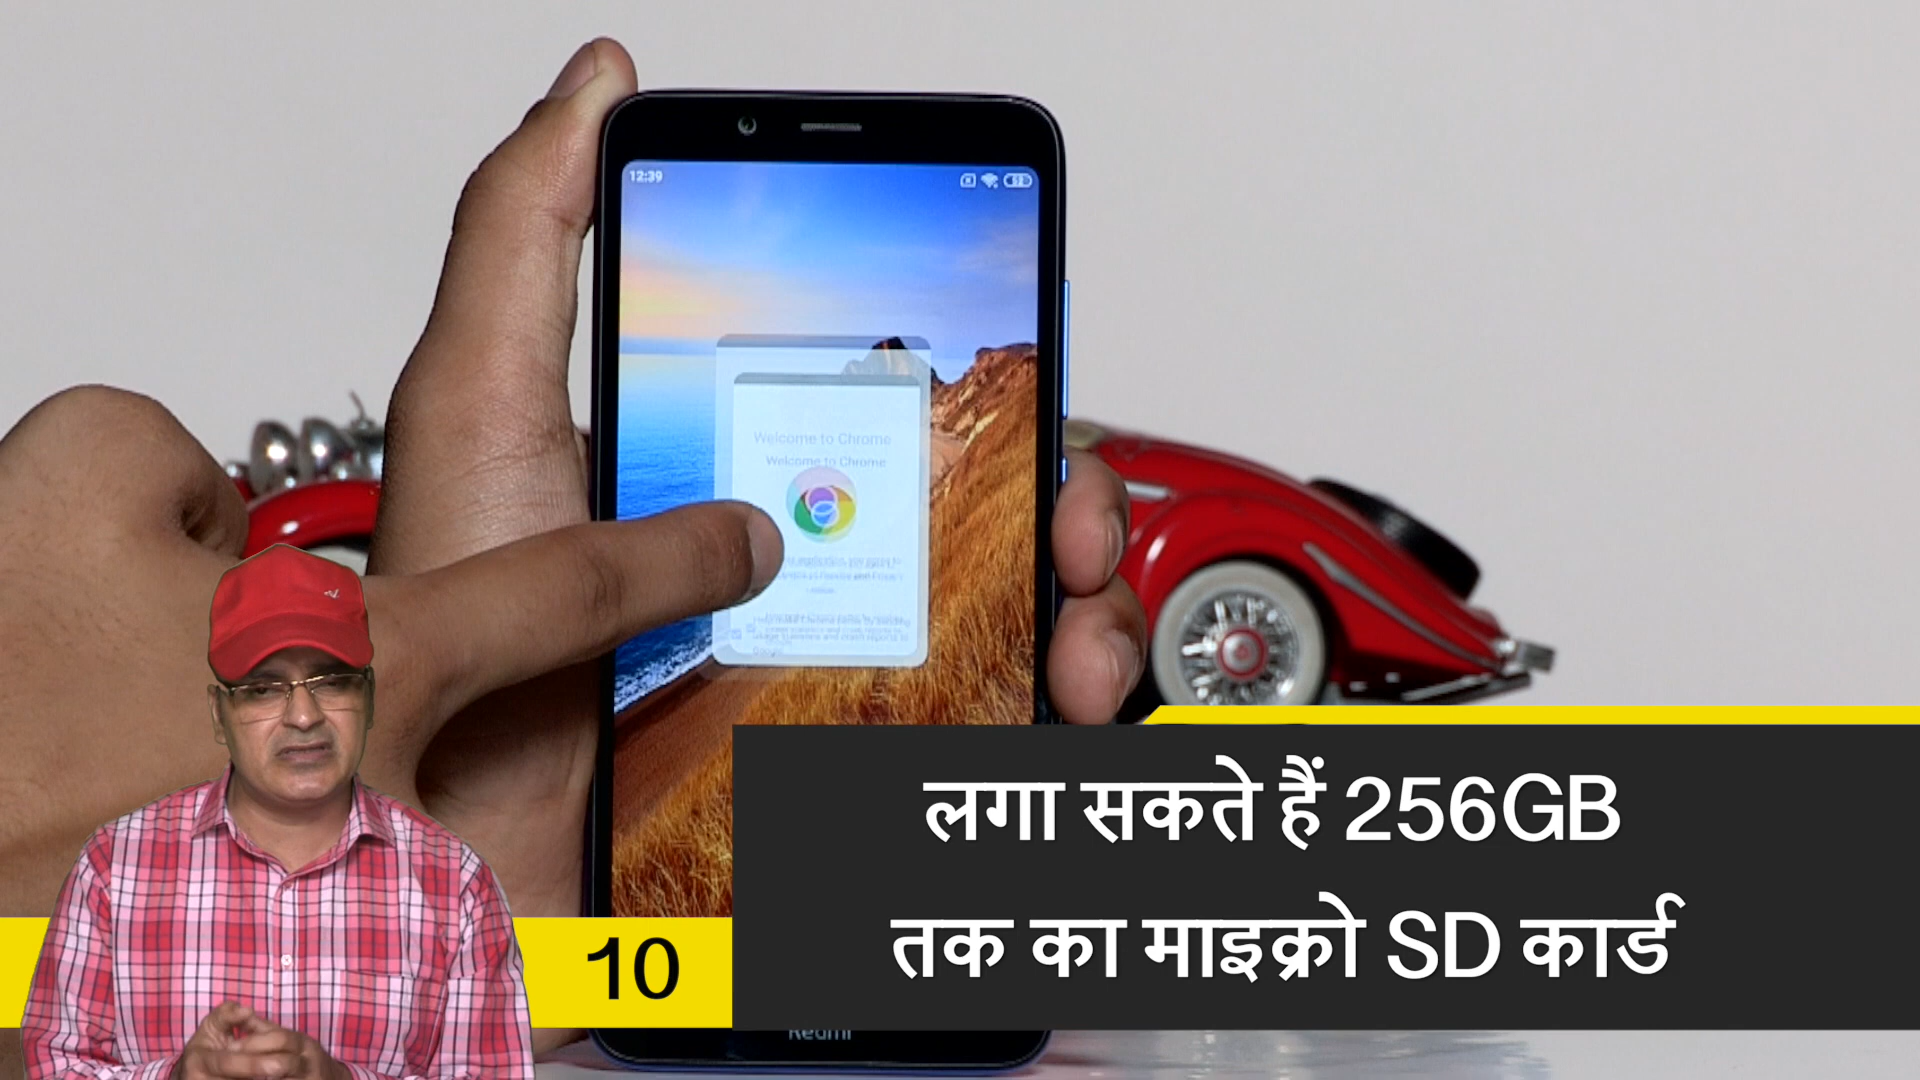 12:39
Welcome to Chrome
Welcome to Chrome
10
लगा सकते हैं 256GB
तक का माइक्रो SD कार्ड
Redmi